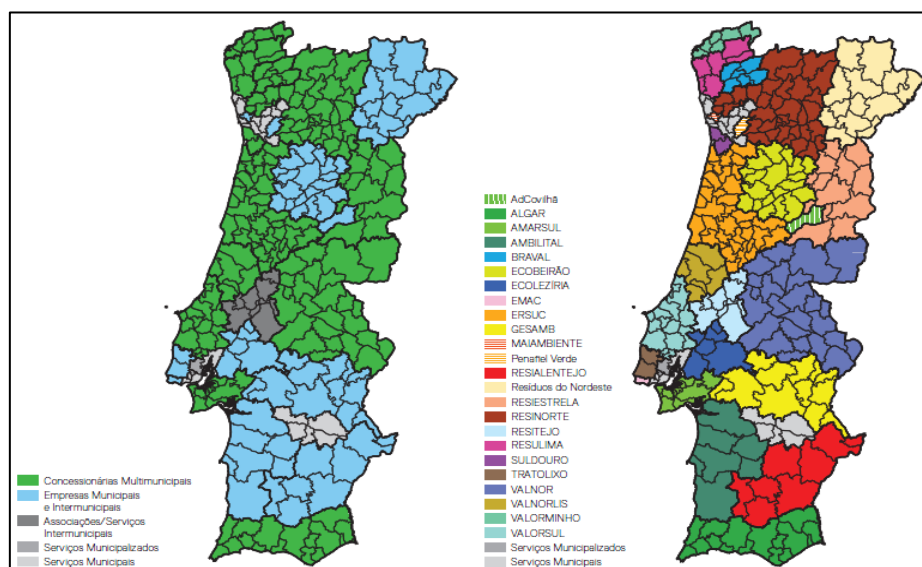 Concessionárias Multimunicipais
Empresas Municipais
e Intermunicipais
Associações/Serviços
Intermunicipais
Serviços Municipalizados
Serviços Municipais
AdCovilhã
ALGAR
AMARSUL
AMBILITAL
BRAVAL
ECOBEIRÃO
ECOLEZÍRIA
EMAC
ERSUC
GESAMB
MAIAMBIENTE
Penafiel Verde
RESIALENTEJO
Resíduos do Nordeste
RESIESTRELA
RESINORTE
RESITEJO
RESULIMA
SULDOURO
TRATOLIXO
VALNOR
VALNORLIS
VALORMINHO
VALORSUL
Serviços Municipalizados
Serviços Municipais